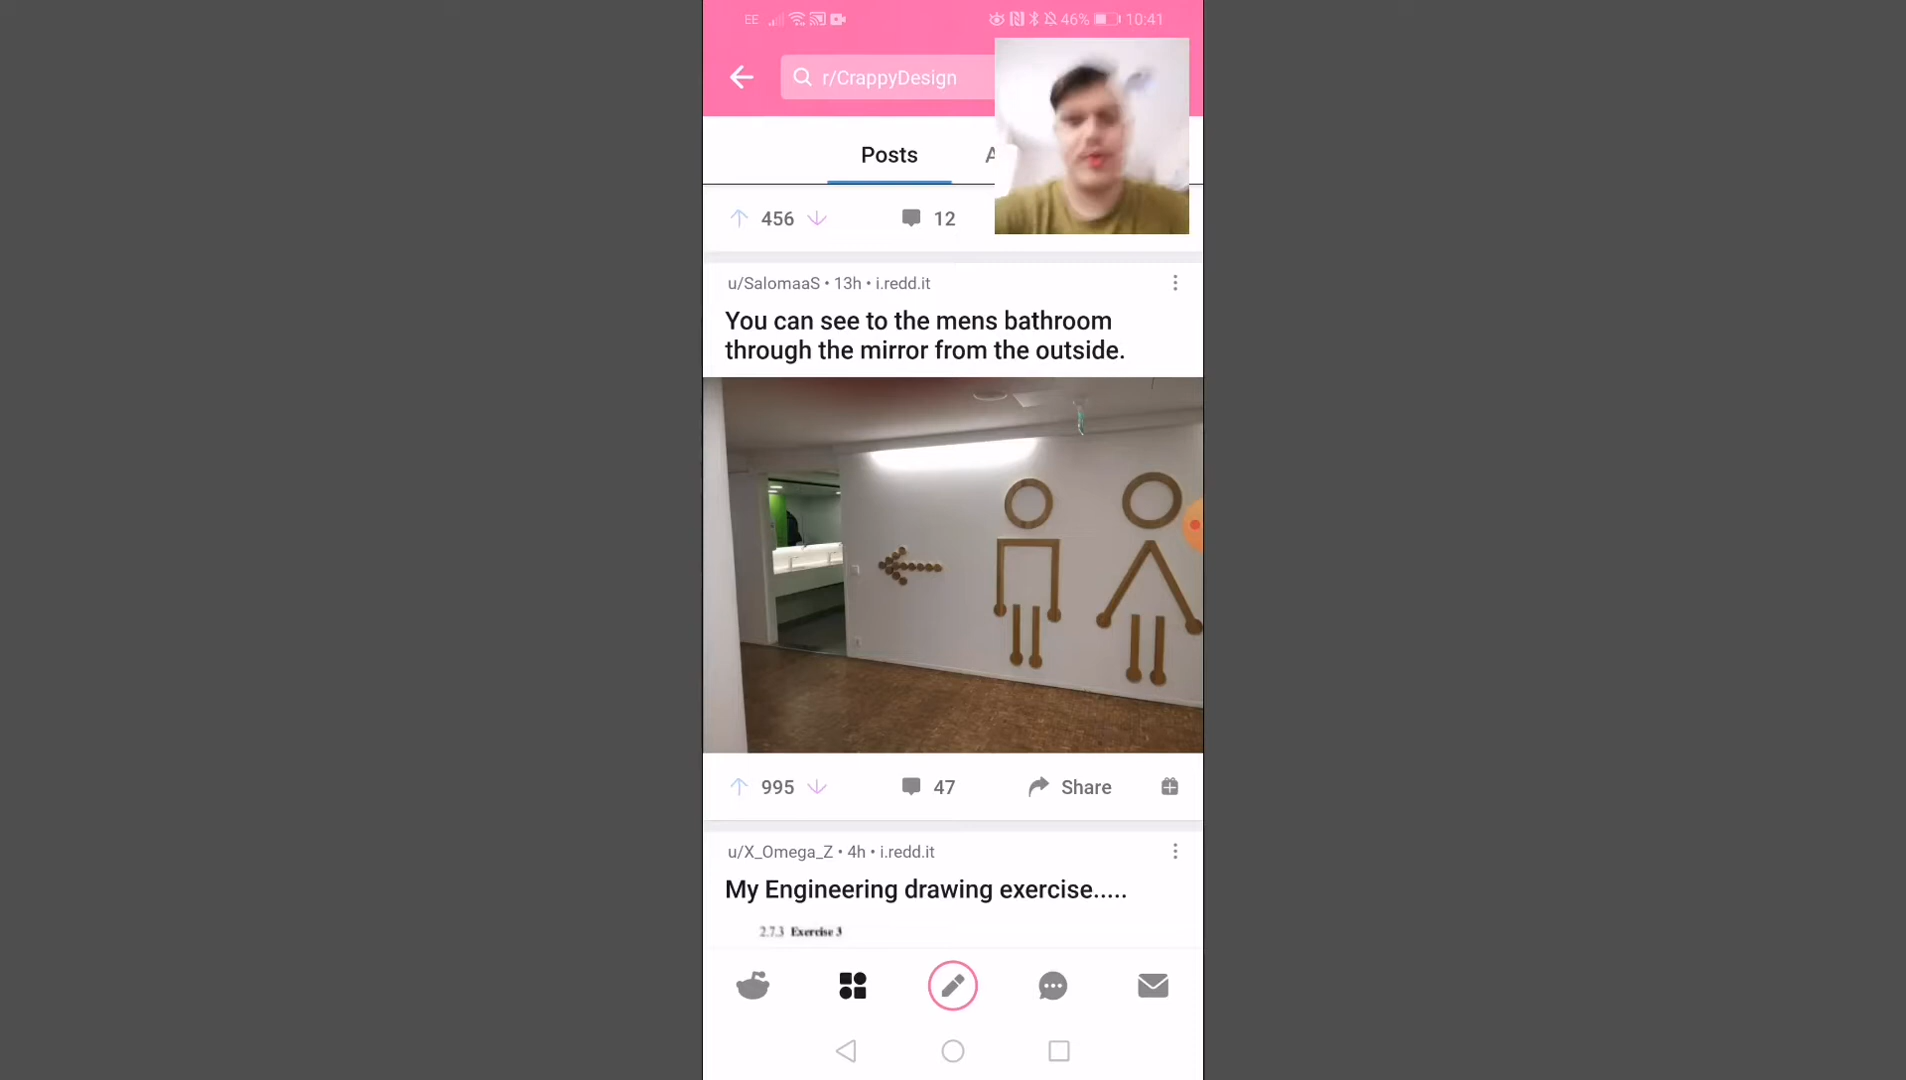 EE 46% 10:41
r/CrappyDesign
Posts A
456 12
u/SalomaaS • 13h • i.redd.it
You can see to the mens bathroom
through the mirror from the outside.
995 47 Share
u/X_Omega_Z • 4h • i.redd.it
My Engineering drawing exercise.....
2.7.3 Exercise 3